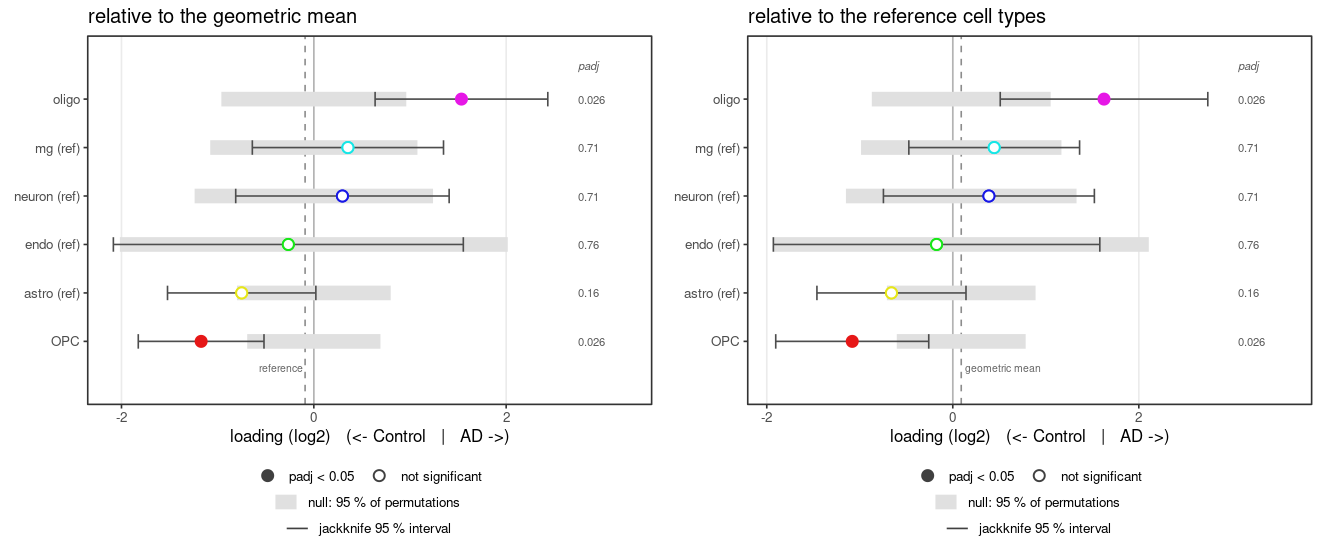 relative to the geometric mean
padj
oligo
0.026
mg (ref)
0.71
neuron (ref)
0.71
endo (ref)
0.76
astro (ref)
0.16
OPC
0.026
reference
-2
0
2
loading (log2) (<- Control | AD ->)
padj < 0.05
not significant
null: 95 % of permutations
jackknife 95 % interval
relative to the reference cell types
padj
oligo
0.026
mg (ref)
0.71
neuron (ref)
0.71
endo (ref)
0.76
astro (ref)
0.16
OPC
0.026
geometric mean
-2
0
2
loading (log2) (<- Control | AD ->)
padj < 0.05
not significant
null: 95 % of permutations
jackknife 95 % interval